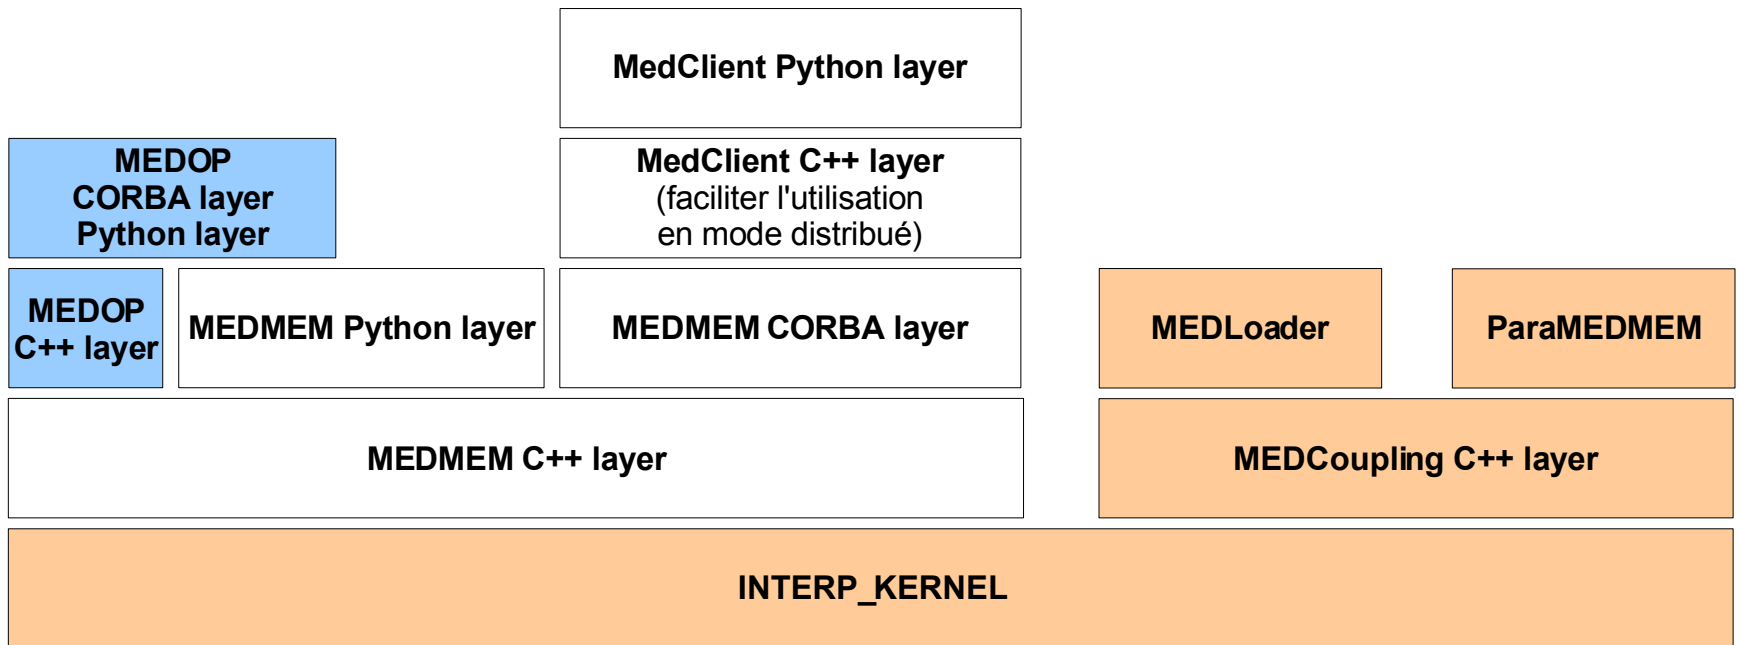 MedClient Python layer
MEDOP
CORBA layer
Python layer
MedClient C++ layer
(faciliter l'utilisation
en mode distribué)
MEDOP
C++ layer
MEDMEM Python layer
MEDMEM CORBA layer
MEDLoader
ParaMEDMEM
MEDMEM C++ layer
MEDCoupling C++ layer
INTERP_KERNEL